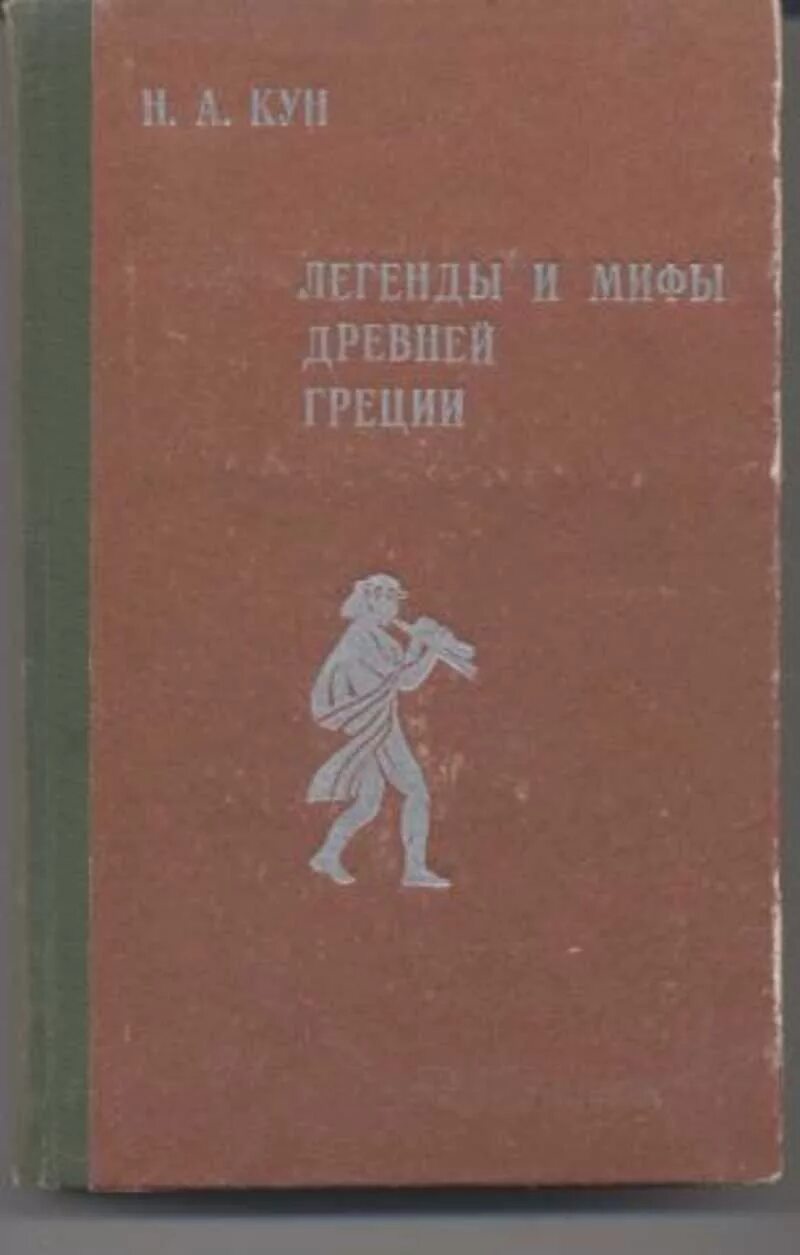 Н. А. КУН
ЛЕГЕНДЫ И МИФЫ
ДРЕВНЕЙ
ГРЕЦИИ